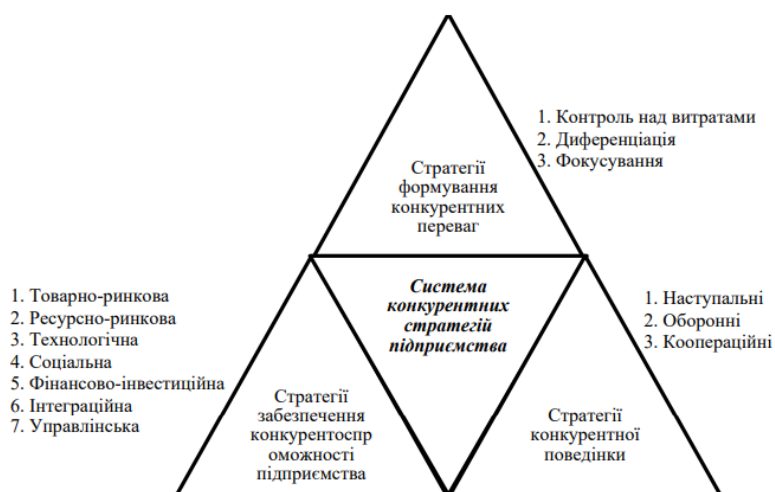 1. Контроль над витратами
2. Диференціація
3. Фокусування
Стратегії
формування
конкурентних
переваг
Система
конкурентних
стратегій
підприємства
1. Товарно-ринкова
2. Ресурсно-ринкова
3. Технологічна
4. Соціальна
5. Фінансово-інвестиційна
6. Інтеграційна
7. Управлінська
1. Наступальні
2. Оборонні
3. Коопераційні
Стратегії
забезпечення
конкурентоспр
оможності
підприємства
Стратегії
конкурентної
поведінки